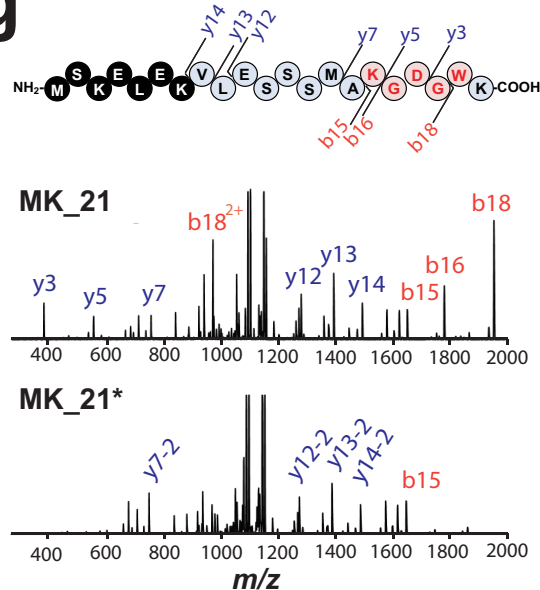 g
y14
y13
y12
y7
y5
y3
NH₂-MSKELEKVLESSSMAKGDGWK-COOH
b15
b16
b18
MK_21
b18²⁺
b18
y3
y5
y7
y12
y13
y14
b15
b16
400 600 800 1000 1200 1400 1600 1800 2000
MK_21*
y7-2
y12-2
y13-2
y14-2
b15
400 600 800 1000 1200 1400 1600 1800 2000
m/z